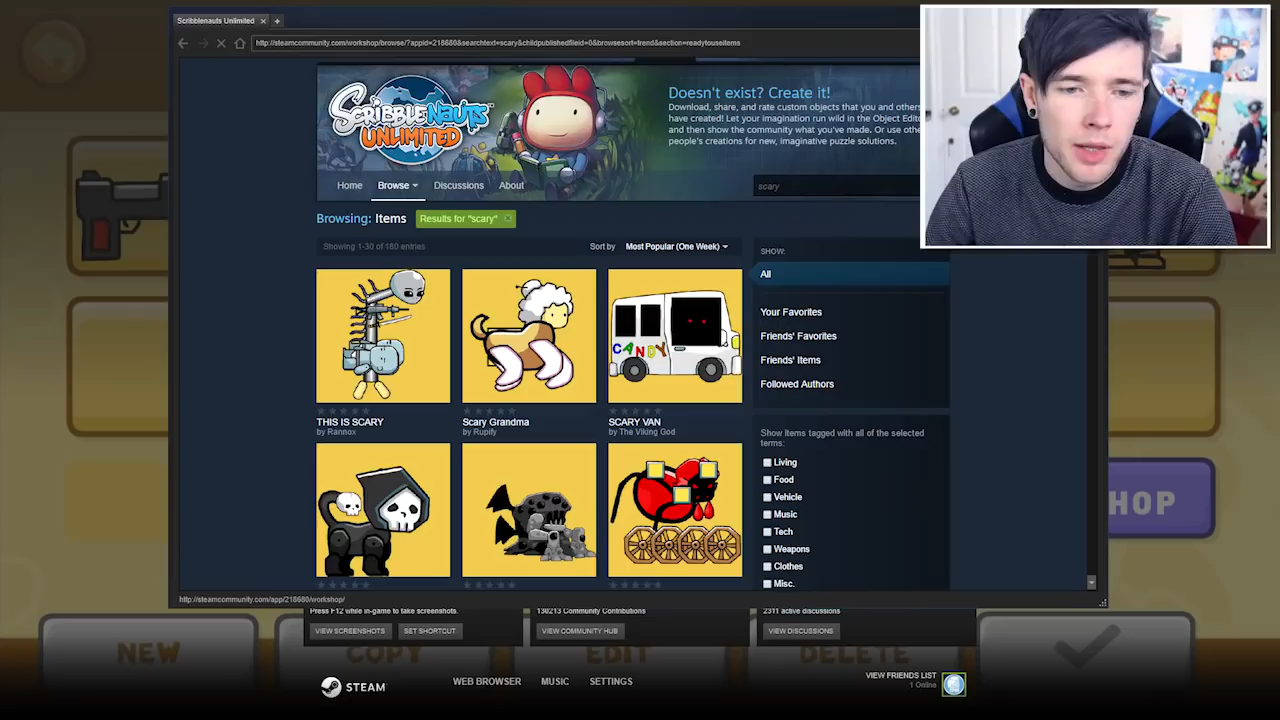 Scribblenauts Unlimited
http://steamcommunity.com/workshop/browse/?appid=218680&searchtext=scary&childpublishedfileid=0&browsesort=trend&section=readytouseitems
SCRIBBLENAUTS
UNLIMITED
Doesn't exist? Create it!
Download, share, and rate custom objects that you and others
have created! Let your imagination run wild in the Object Editor
and then show the community what you've made. Or use other
people's creations for new, imaginative puzzle solutions.
Home
Browse
Discussions
About
scary
Browsing: Items
Results for "scary"
Showing 1-30 of 180 entries
Sort by
Most Popular (One Week)
SHOW:
All
Your Favorites
Friends' Favorites
Friends' Items
Followed Authors
CANDY
THIS IS SCARY
by Rannox
Scary Grandma
by Rupify
SCARY VAN
by The Viking God
Show items tagged with all of the selected
terms:
Living
Food
Vehicle
Music
Tech
Weapons
Clothes
Misc.
http://steamcommunity.com/app/218680/workshop/
HOP
Press F12 while in-game to take screenshots.
130213 Community Contributions
2311 active discussions
VIEW SCREENSHOTS
SET SHORTCUT
VIEW COMMUNITY HUB
VIEW DISCUSSIONS
NEW
COPY
EDIT
DELETE
STEAM
WEB BROWSER
MUSIC
SETTINGS
VIEW FRIENDS LIST
1 Online